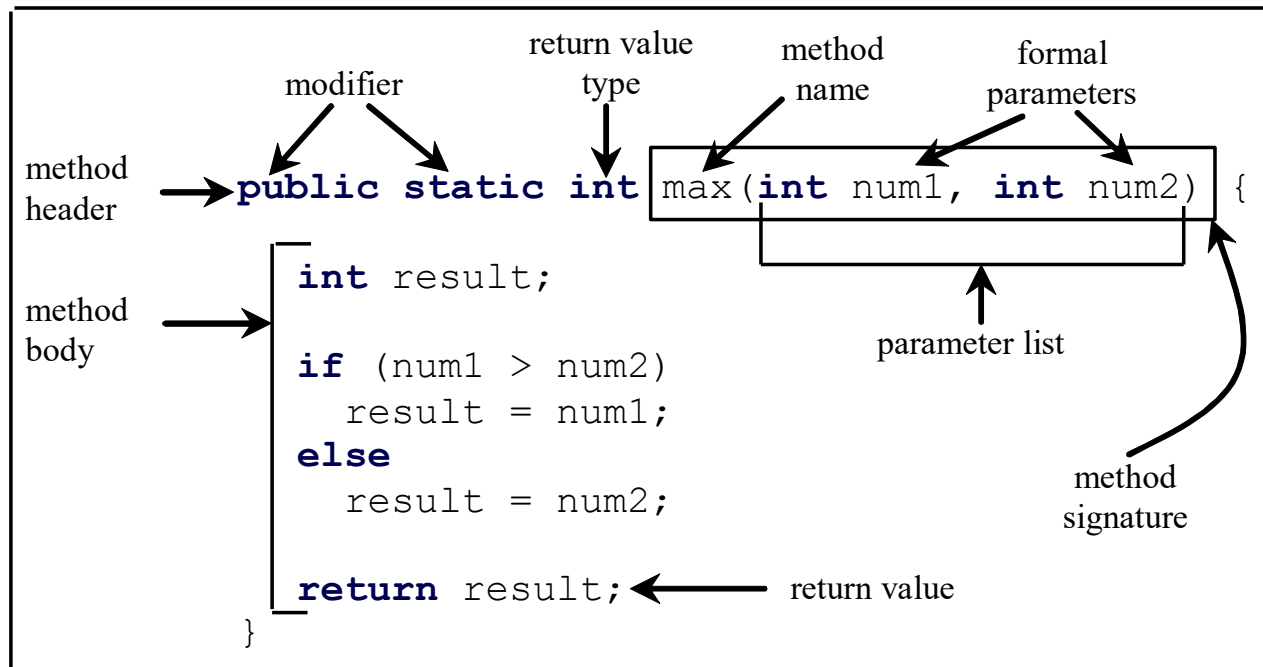 return value
type
method
name
formal
parameters
modifier
method
header
public static int max(int num1, int num2) {
int result;
method
body
parameter list
if (num1 > num2)
result = num1;
else
result = num2;
method
signature
return result;
return value
}